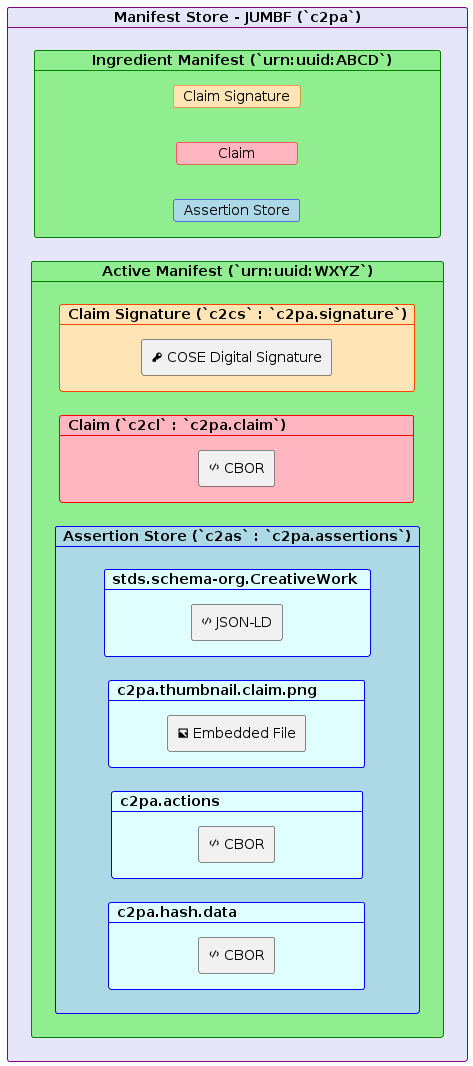 Manifest Store - JUMBF (`c2pa`)
Ingredient Manifest (`urn:uuid:ABCD`)
Claim Signature
Claim
Assertion Store
Active Manifest (`urn:uuid:WXYZ`)
Claim Signature (`c2cs` : `c2pa.signature`)
COSE Digital Signature
Claim (`c2cl` : `c2pa.claim`)
CBOR
Assertion Store (`c2as` : `c2pa.assertions`)
stds.schema-org.CreativeWork
JSON-LD
c2pa.thumbnail.claim.png
Embedded File
c2pa.actions
CBOR
c2pa.hash.data
CBOR